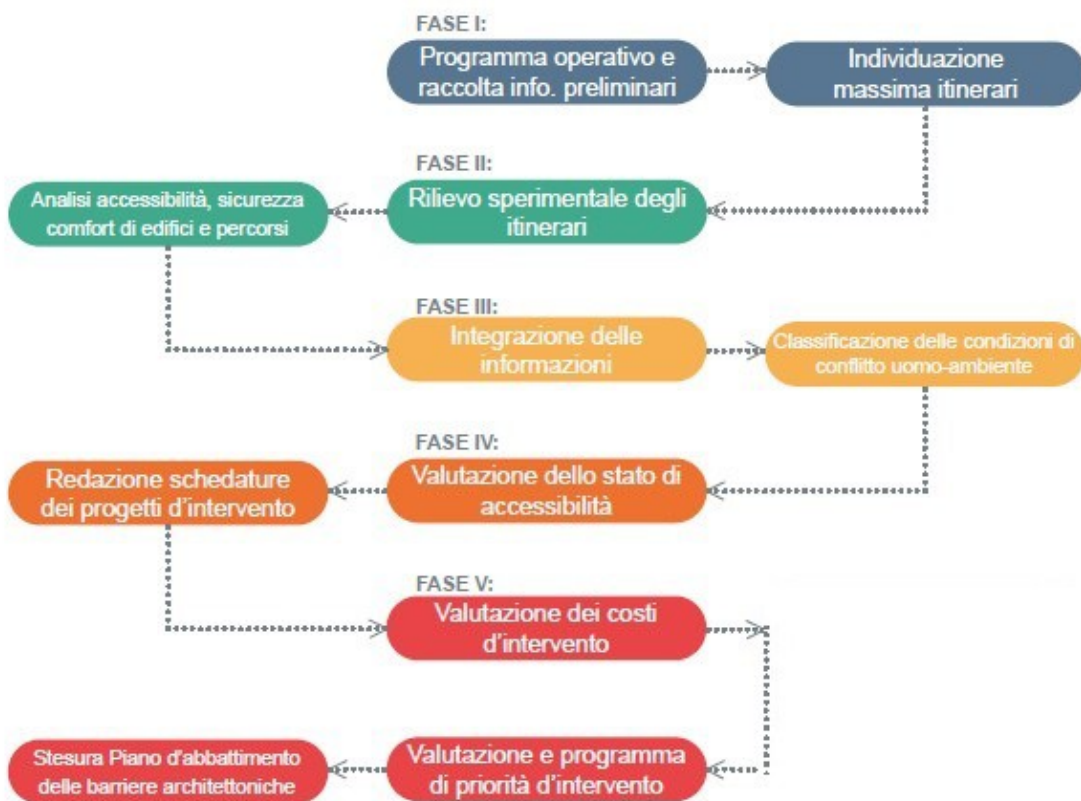 FASE I:
Programma operativo e
raccolta info. preliminari
Individuazione
massima itinerari
FASE II:
Rilievo sperimentale degli
itinerari
Analisi accessibilità, sicurezza
comfort di edifici e percorsi
FASE III:
Integrazione delle
informazioni
Classificazione delle condizioni di
conflitto uomo-ambiente
FASE IV:
Valutazione dello stato di
accessibilità
Redazione schedature
dei progetti d'intervento
FASE V:
Valutazione dei costi
d'intervento
Valutazione e programma
di priorità d'intervento
Stesura Piano d'abbattimento
delle barriere architettoniche